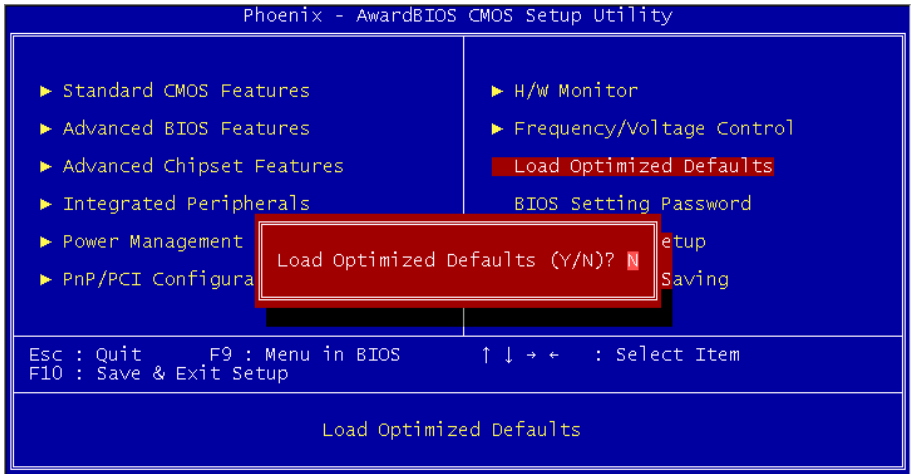 Phoenix - AwardBIOS CMOS Setup Utility
► Standard CMOS Features
► Advanced BIOS Features
► Advanced Chipset Features
► Integrated Peripherals
► Power Management
► PnP/PCI Configura
► H/W Monitor
► Frequency/Voltage Control
Load Optimized Defaults
BIOS Setting Password
etup
Saving
Load Optimized Defaults (Y/N)? N
Esc : Quit F9 : Menu in BIOS ↑ ↓ → ← : Select Item
F10 : Save & Exit Setup
Load Optimized Defaults